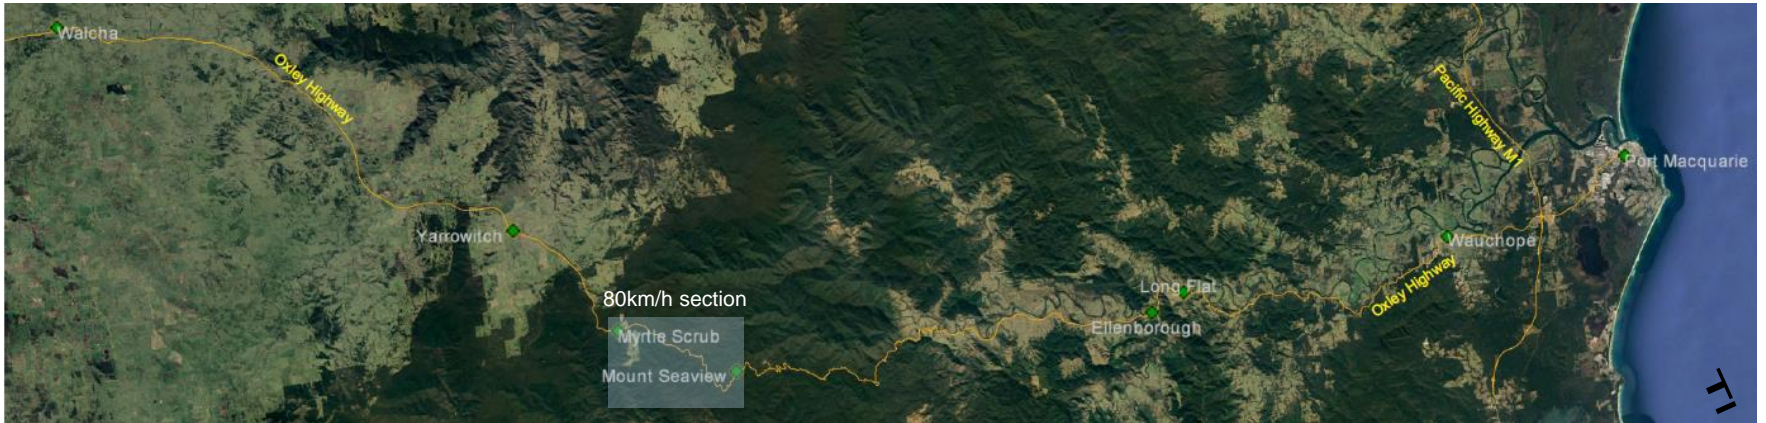 Walcha
Oxley Highway
Pacific Highway M1
Port Macquarie
Yarrowitch
Wauchope
Long Flat
Oxley Highway
80km/h section
Ellenborough
Myrtle Scrub
Mount Seaview